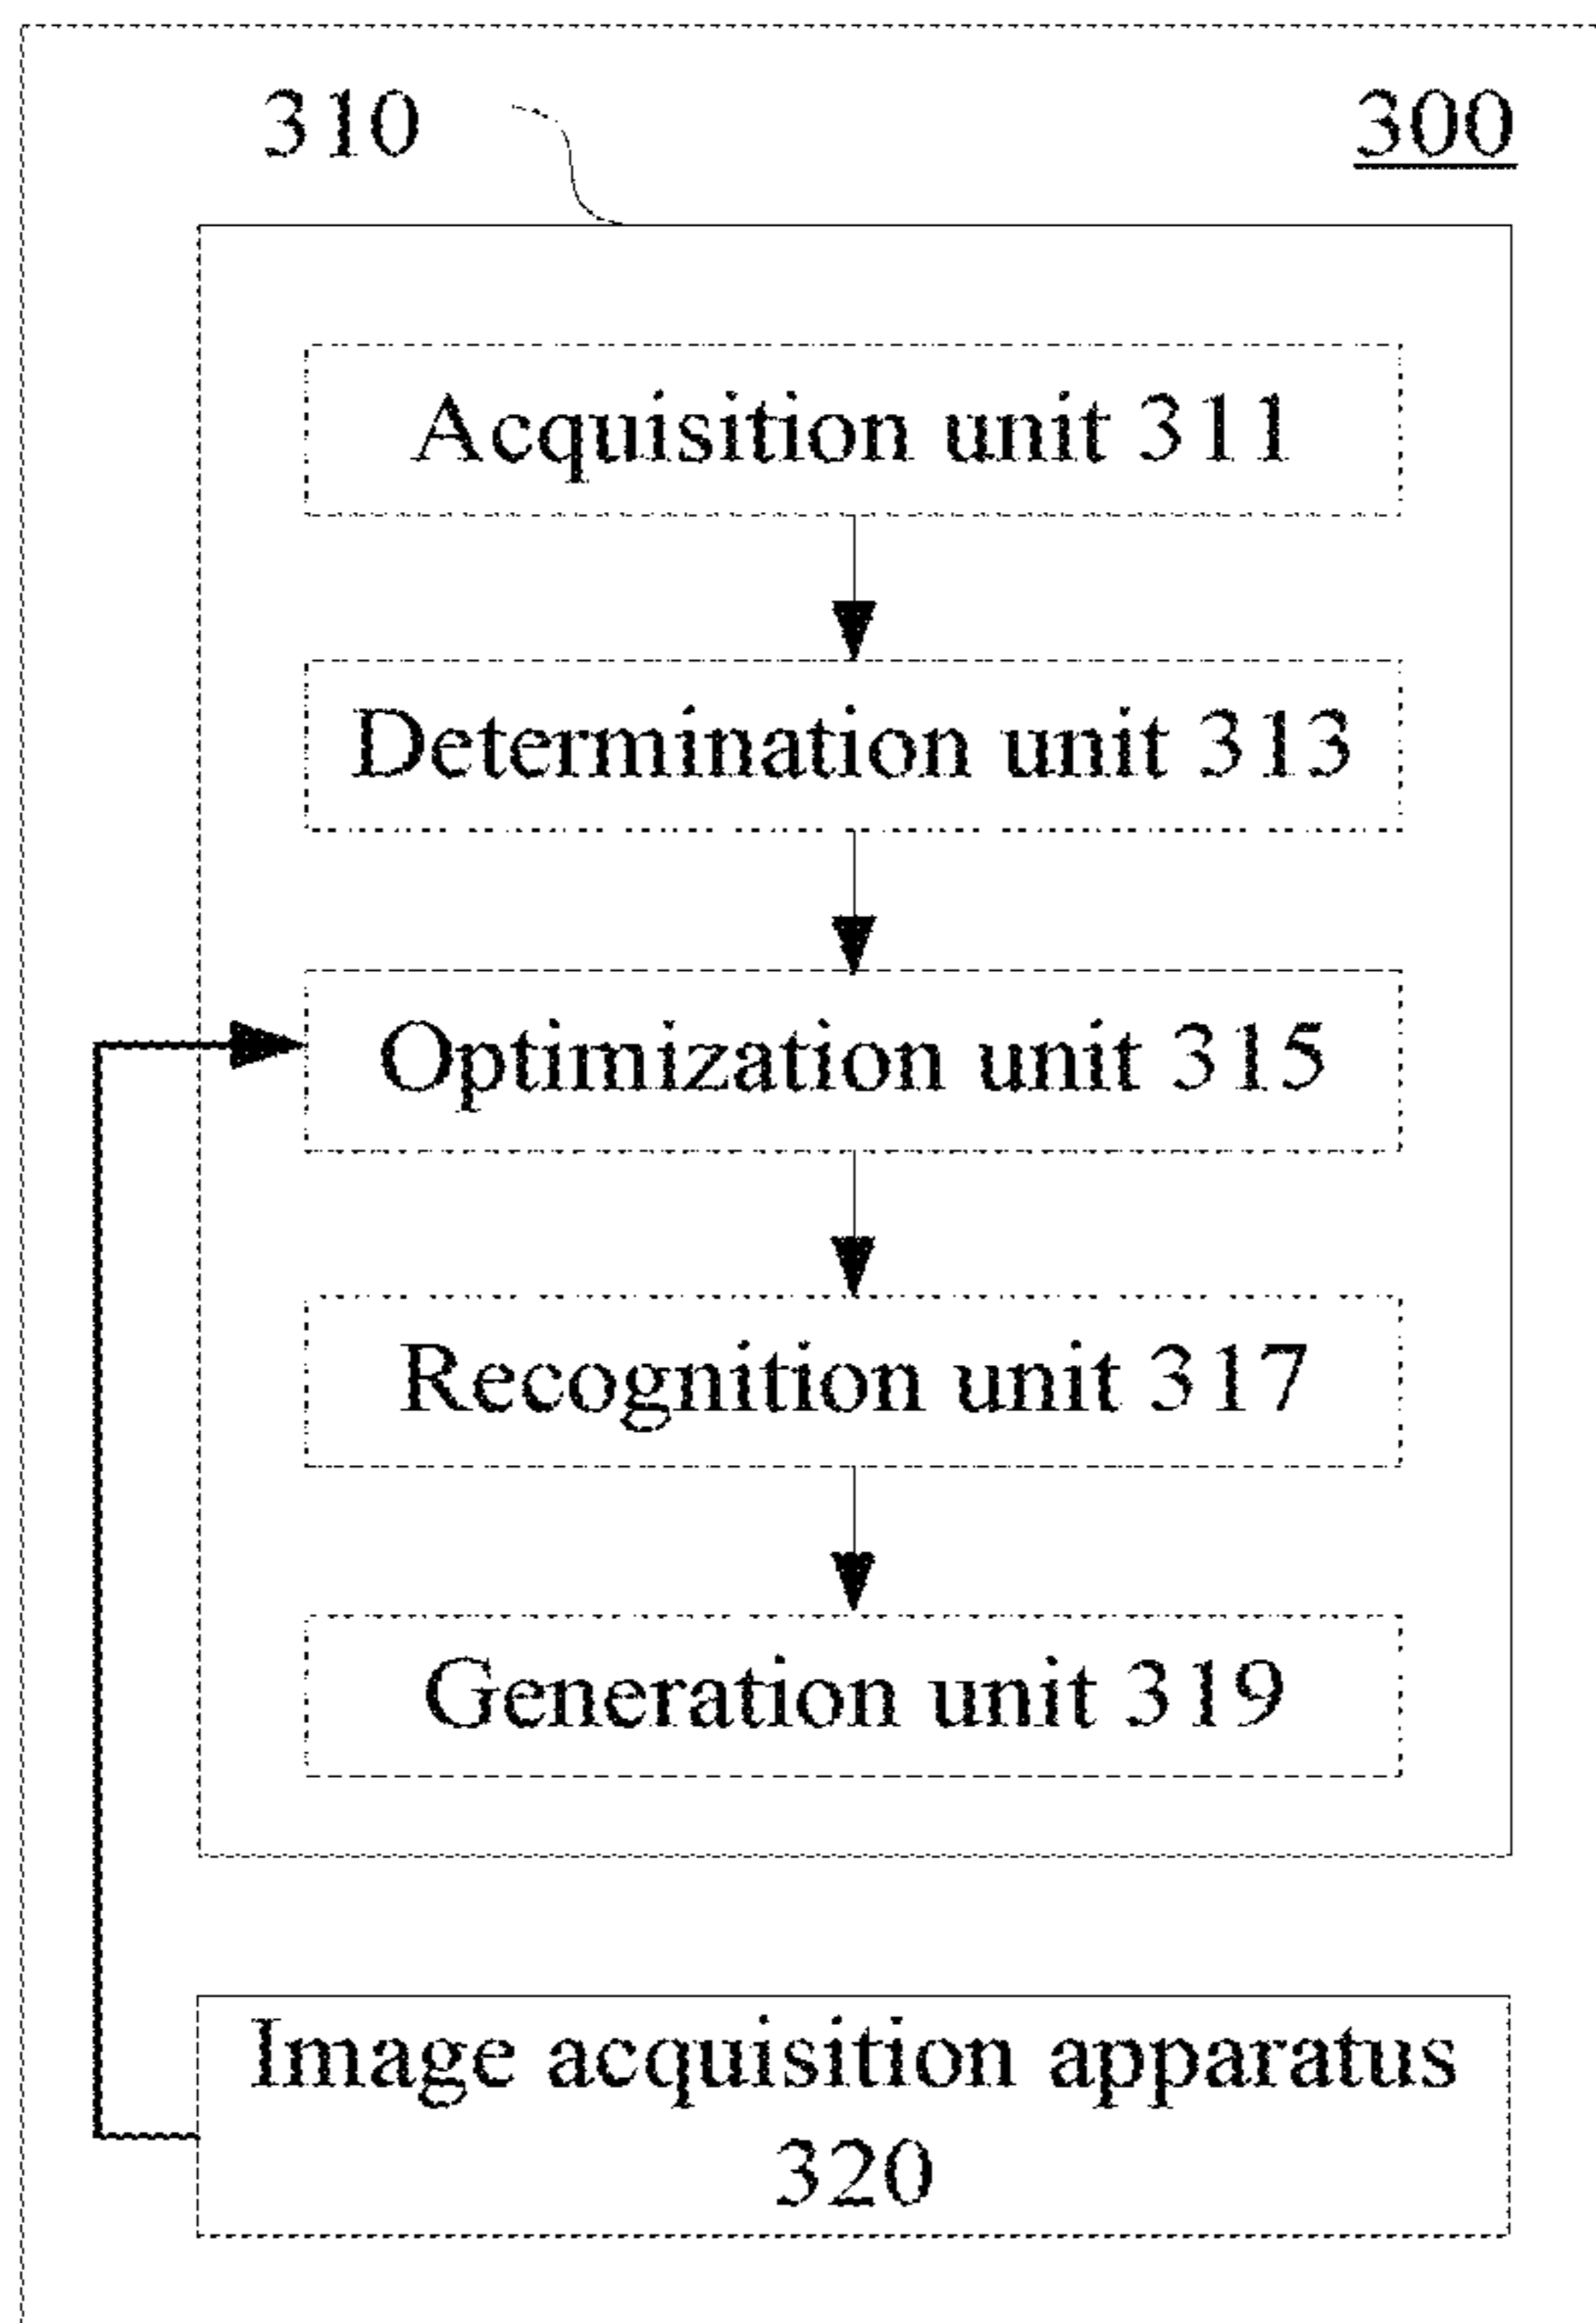 310
300
Acquisition unit 311
Determination unit 313
Optimization unit 315
Recognition unit 317
Generation unit 319
Image acquisition apparatus
320